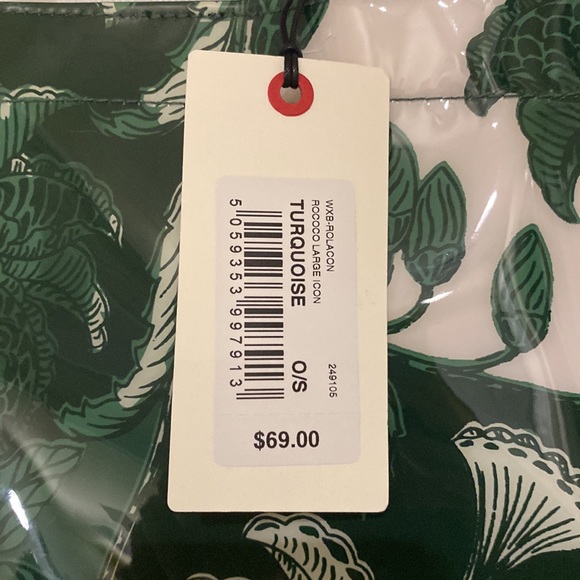 WXB-ROLACON 249105
ROCOCO LARGE ICON
TURQUOISE O/S
5 059353 997913
$69.00